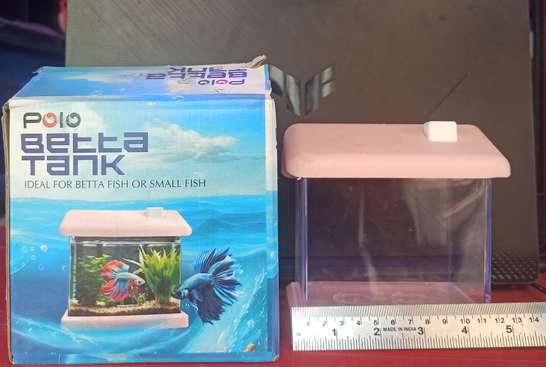 POlO
BETTA
TANK
POlO
BETTA
TANK
IDEAL FOR BETTA FISH OR SMALL FISH
1 2 3 4 5 6 7 8 9 10 11 12 13 14
MADE IN INDIA
1 2 3 4 5